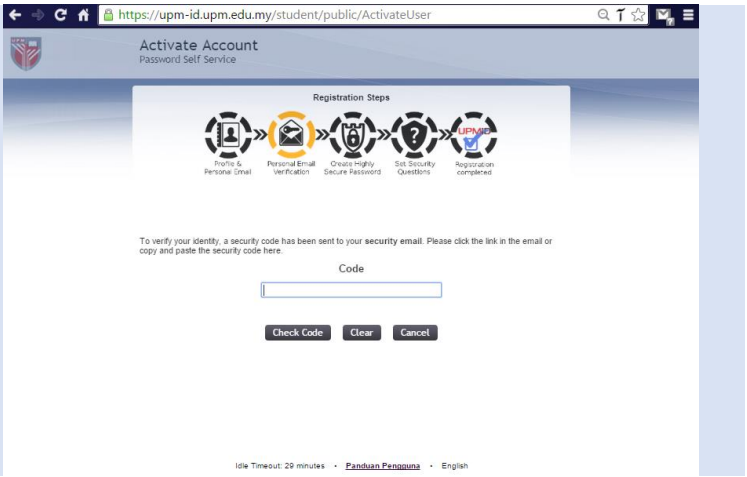 https://upm-id.upm.edu.my/student/public/ActivateUser
Activate Account
Password Self Service
Registration Steps
UPMID
Profile &
Personal Email
Personal Email
Verification
Create Highly
Secure Password
Set Security
Questions
Registration
completed
To verify your identity, a security code has been sent to your security email. Please click the link in the email or
copy and paste the security code here.
Code
Check Code Clear Cancel
Idle Timeout: 29 minutes • Panduan Pengguna • English